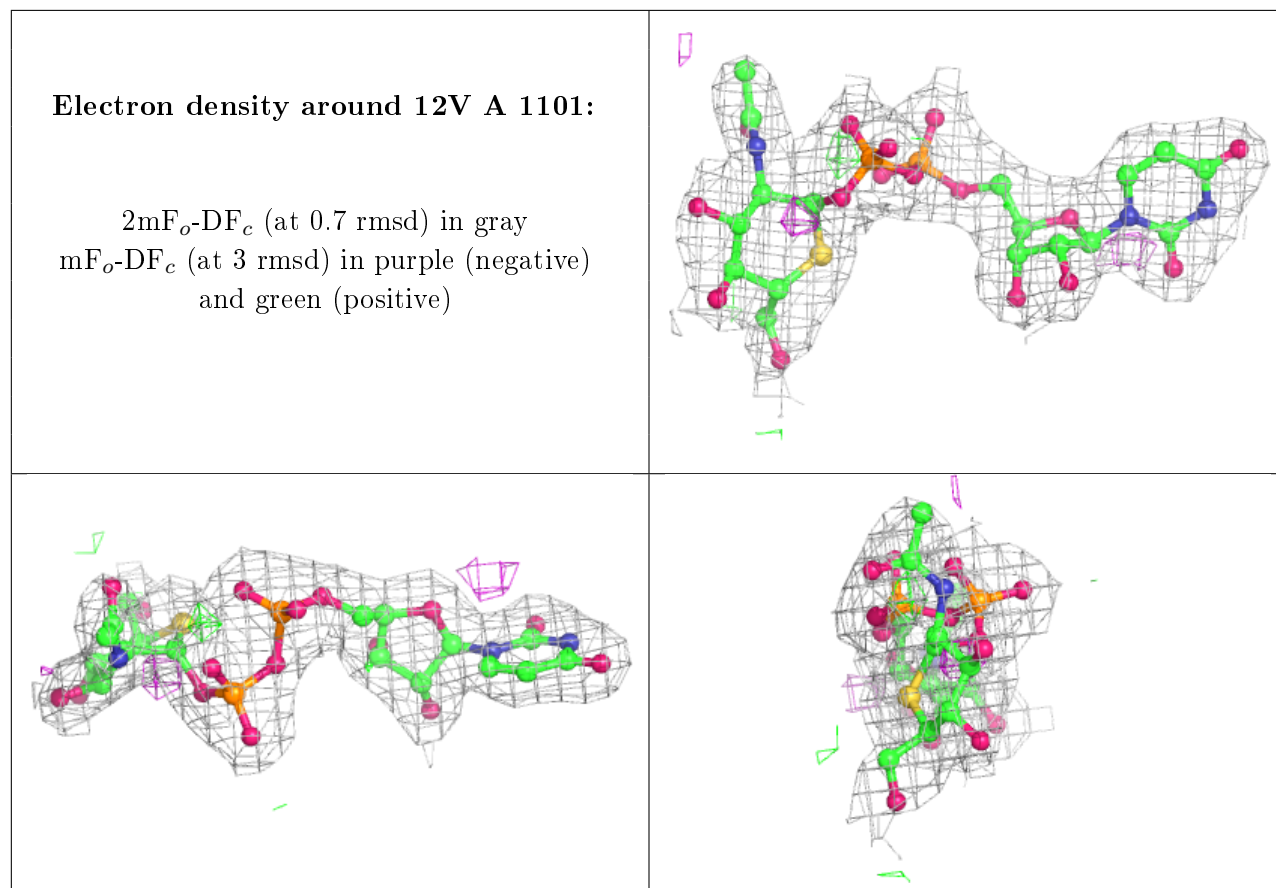 Electron density around 12V A 1101:
2mFₒ-DF𝑐 (at 0.7 rmsd) in gray
mFₒ-DF𝑐 (at 3 rmsd) in purple (negative)
and green (positive)